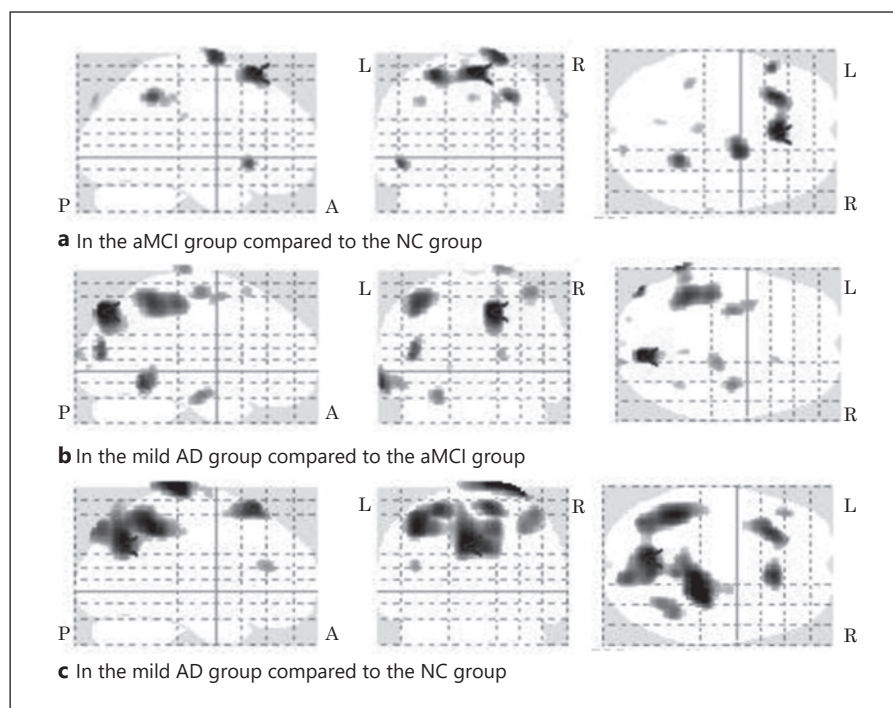 L R L
P A R
a In the aMCI group compared to the NC group
L R L
P A R
b In the mild AD group compared to the aMCI group
L R L
P A R
c In the mild AD group compared to the NC group